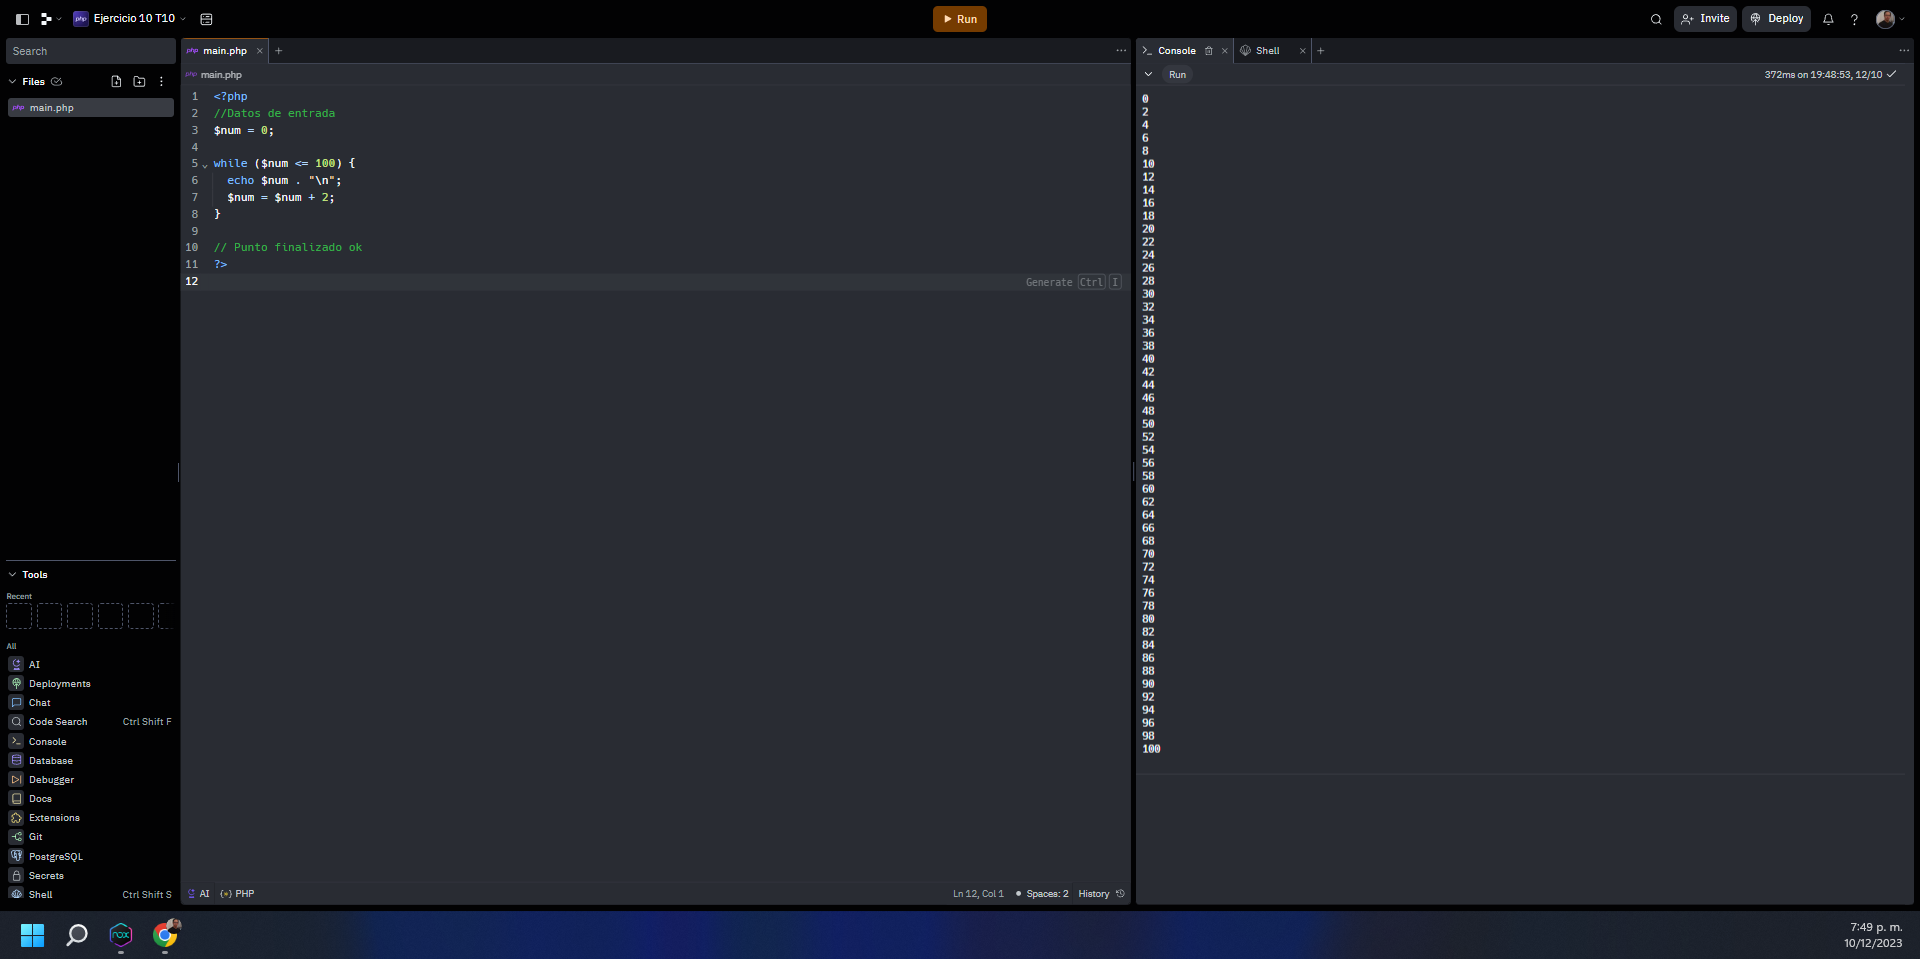 Ejercicio 10 T10
Run
Invite
Deploy
Search
main.php
Console
Shell
Files
main.php
Run
372ms on 19:48:53, 12/10
main.php
1 <?php
2 //Datos de entrada
3 $num = 0;
4
5 while ($num <= 100) {
6 echo $num . "\n";
7 $num = $num + 2;
8 }
9
10 // Punto finalizado ok
11 ?>
12
Generate Ctrl I
0
2
4
6
8
10
12
14
16
18
20
22
24
26
28
30
32
34
36
38
40
42
44
46
48
50
52
54
56
58
60
62
64
66
68
70
72
74
76
78
80
82
84
86
88
90
92
94
96
98
100
Tools
Recent
All
AI
Deployments
Chat
Code Search Ctrl Shift F
Console
Database
Debugger
Docs
Extensions
Git
PostgreSQL
Secrets
Shell Ctrl Shift S
AI PHP
Ln 12, Col 1 Spaces: 2 History
7:49 p. m.
10/12/2023